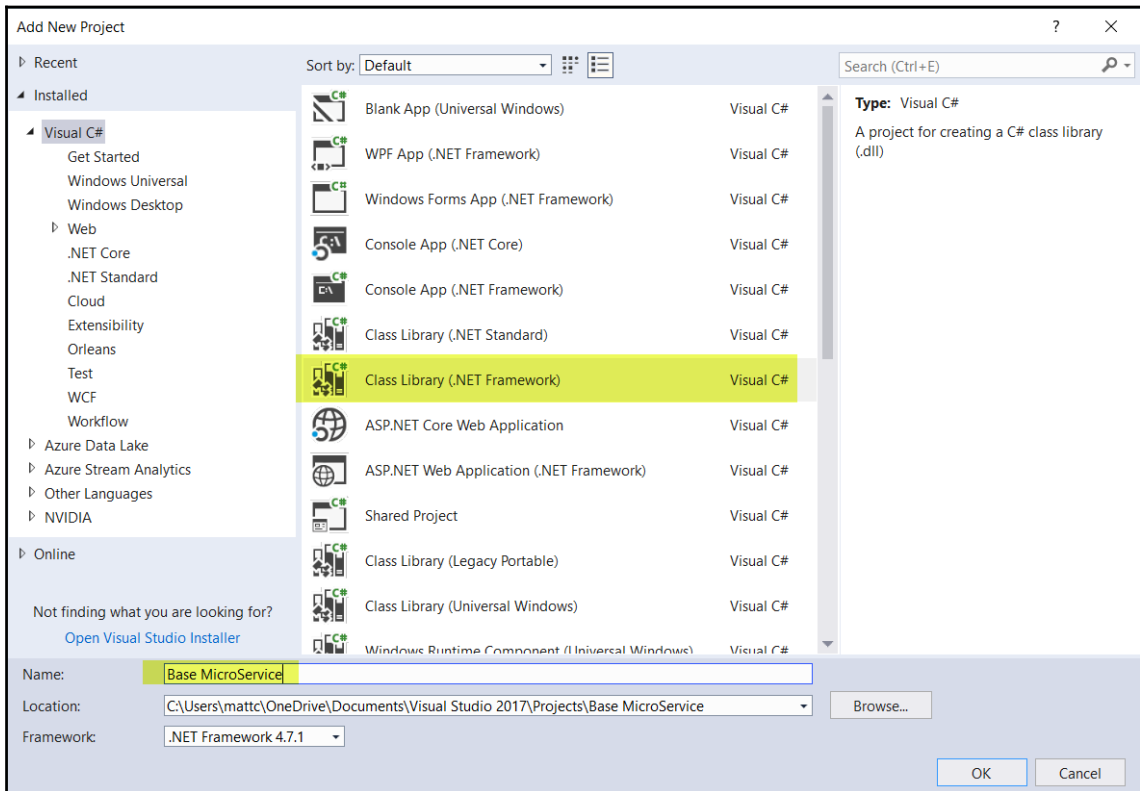 Add New Project
?
Recent
Sort by: Default
Search (Ctrl+E)
Installed
Visual C#
Get Started
Windows Universal
Windows Desktop
Web
.NET Core
.NET Standard
Cloud
Extensibility
Orleans
Test
WCF
Workflow
Azure Data Lake
Azure Stream Analytics
Other Languages
NVIDIA
Online
Not finding what you are looking for?
Open Visual Studio Installer
Blank App (Universal Windows) Visual C#
WPF App (.NET Framework) Visual C#
Windows Forms App (.NET Framework) Visual C#
Console App (.NET Core) Visual C#
Console App (.NET Framework) Visual C#
Class Library (.NET Standard) Visual C#
Class Library (.NET Framework) Visual C#
ASP.NET Core Web Application Visual C#
ASP.NET Web Application (.NET Framework) Visual C#
Shared Project Visual C#
Class Library (Legacy Portable) Visual C#
Class Library (Universal Windows) Visual C#
Windows Runtime Component (Universal Windows) Visual C#
Type: Visual C#
A project for creating a C# class library
(.dll)
Name: Base MicroService
Location: C:\Users\mattc\OneDrive\Documents\Visual Studio 2017\Projects\Base MicroService Browse...
Framework: .NET Framework 4.7.1
OK Cancel